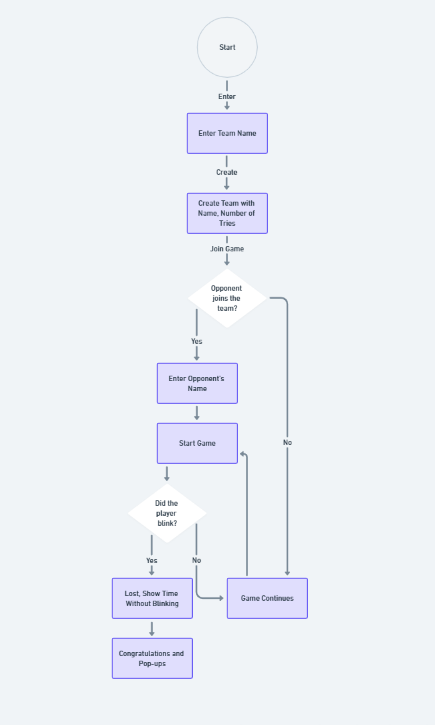 Start
Enter
Enter Team Name
Create
Create Team with
Name, Number of
Tries
Join Game
Opponent
joins the
team?
Yes
Enter Opponent's
Name
Start Game
No
Did the
player
blink?
Yes
No
Lost, Show Time
Without Blinking
Game Continues
Congratulations and
Pop-ups